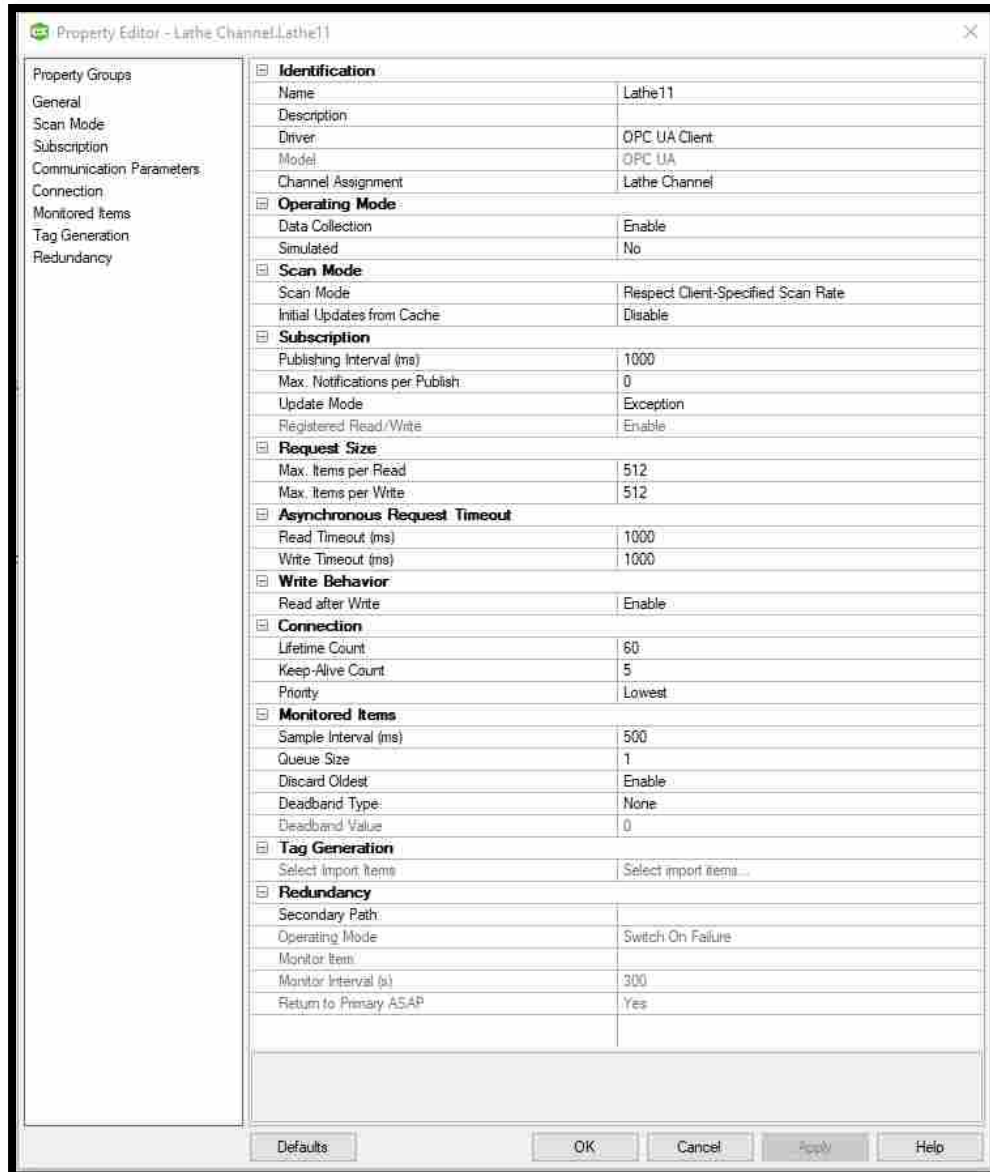 Property Editor - Lathe Channel.Lathe11
Property Groups
General
Scan Mode
Subscription
Communication Parameters
Connection
Monitored Items
Tag Generation
Redundancy
Identification
Name Lathe11
Description
Driver OPC UA Client
Model OPC UA
Channel Assignment Lathe Channel
Operating Mode
Data Collection Enable
Simulated No
Scan Mode
Scan Mode Respect Client-Specified Scan Rate
Initial Updates from Cache Disable
Subscription
Publishing Interval (ms) 1000
Max. Notifications per Publish 0
Update Mode Exception
Registered Read/Write Enable
Request Size
Max. Items per Read 512
Max. Items per Write 512
Asynchronous Request Timeout
Read Timeout (ms) 1000
Write Timeout (ms) 1000
Write Behavior
Read after Write Enable
Connection
Lifetime Count 60
Keep-Alive Count 5
Priority Lowest
Monitored Items
Sample Interval (ms) 500
Queue Size 1
Discard Oldest Enable
Deadband Type None
Deadband Value 0
Tag Generation
Select Import Items Select import items...
Redundancy
Secondary Path
Operating Mode Switch On Failure
Monitor Item
Monitor Interval (s) 300
Return to Primary ASAP Yes
Defaults OK Cancel Apply Help